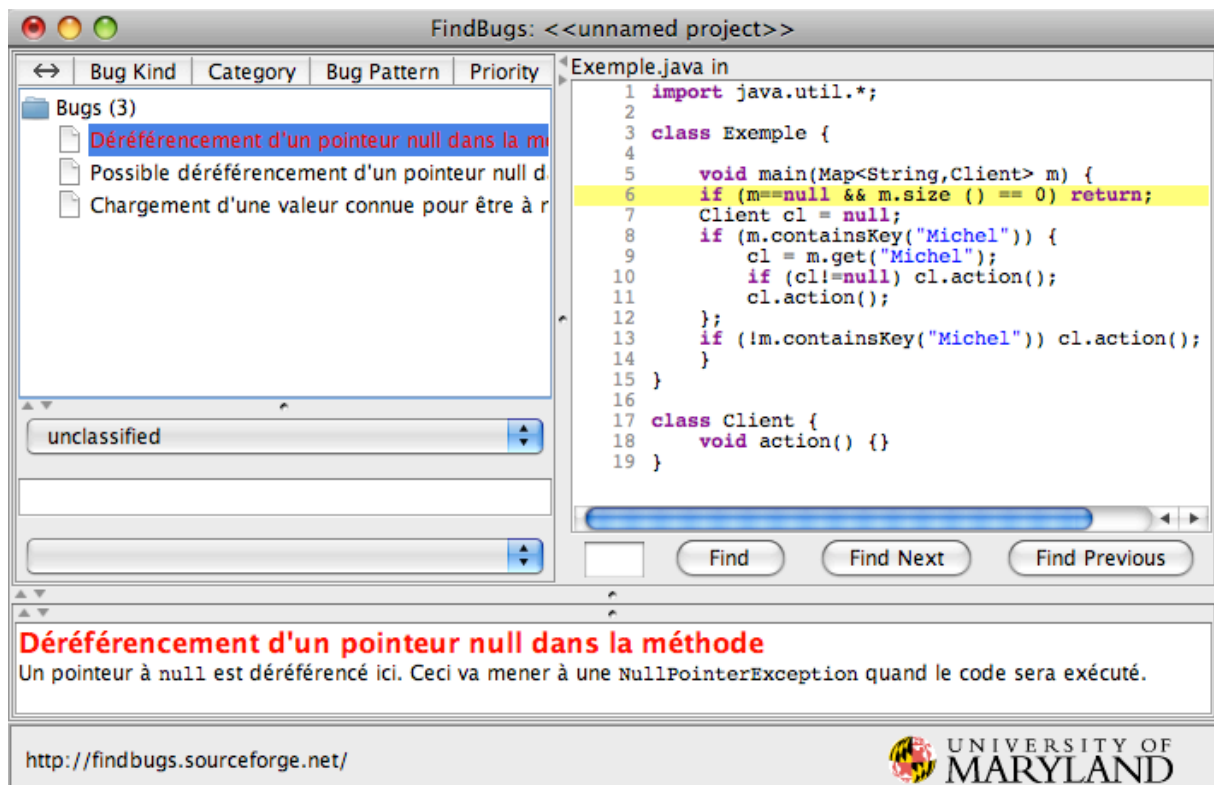 FindBugs: <<unnamed project>>
↔ Bug Kind Category Bug Pattern Priority
Bugs (3)
Déréférencement d'un pointeur null dans la
Possible déréférencement d'un pointeur null
Chargement d'une valeur connue pour être à
unclassified
Exemple.java in
1 import java.util.*;
2
3 class Exemple {
4
5 void main(Map<String,Client> m) {
6 if (m==null && m.size () == 0) return;
7 Client cl = null;
8 if (m.containsKey("Michel")) {
9 cl = m.get("Michel");
10 if (cl!=null) cl.action();
11 cl.action();
12 };
13 if (!m.containsKey("Michel")) cl.action();
14 }
15 }
16
17 class Client {
18 void action() {}
19 }
Find Find Next Find Previous
Déréférencement d'un pointeur null dans la méthode
Un pointeur à null est déréférencé ici. Ceci va mener à une NullPointerException quand le code sera exécuté.
http://findbugs.sourceforge.net/
UNIVERSITY OF
MARYLAND